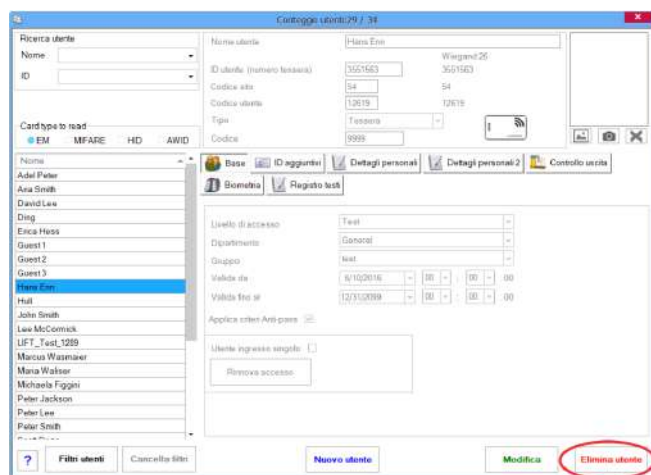 Conteggio utenti:29 / 34
Ricerca utente
Nome
ID
Card type to read
EM MIFARE HID AWID
Nome utente Hans Enn
Wiegand 26
ID utente (numero tessera) 3551563 3551563
Codice sito 54 54
Codice utente 12619 12619
Tipo Tessera
Codice 9999
Nome
Adel Peter
Ana Smith
David Lee
Ding
Erica Hess
Guest 1
Guest 2
Guest 3
Hans Enn
Hull
John Smith
Lee McCormick
LIFT_Test_1289
Marcus Wasmaier
Maria Waliser
Michaela Figgini
Peter Jackson
Peter Lee
Peter Smith
Base ID aggiuntivi Dettagli personali Dettagli personali 2 Controllo uscita
Biometria Registro testi
Livello di accesso Test
Dipartimento General
Gruppo test
Valida da 6/10/2016 00 : 00 :00
Valida fino al 12/31/2099 00 : 00 :00
Applica criteri Anti-pass
Utente ingresso singolo
Rinnova accesso
? Filtri utenti Cancella filtri Nuovo utente Modifica Elimina utente